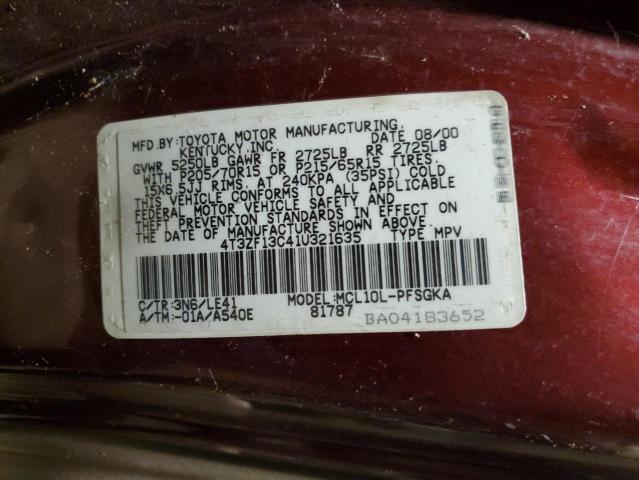 MFD.BY:TOYOTA MOTOR MANUFACTURING,
KENTUCKY,INC. DATE 08/00
GVWR 5250LB GAWR FR 2725LB RR 2725LB
WITH P205/70R15 OR P215/65R15 TIRES,
15X6.5JJ RIMS, AT 240KPA (35PSI) COLD
THIS VEHICLE CONFORMS TO ALL APPLICABLE
FEDERAL MOTOR VEHICLE SAFETY AND
THEFT PREVENTION STANDARDS IN EFFECT ON
THE DATE OF MANUFACTURE SHOWN ABOVE.
4T3ZF13C41U321635 TYPE MPV
C/TR:3N6/LE41 MODEL:MCL10L-PFSGKA
A/TM:-01A/A540E 81787
BA04183652